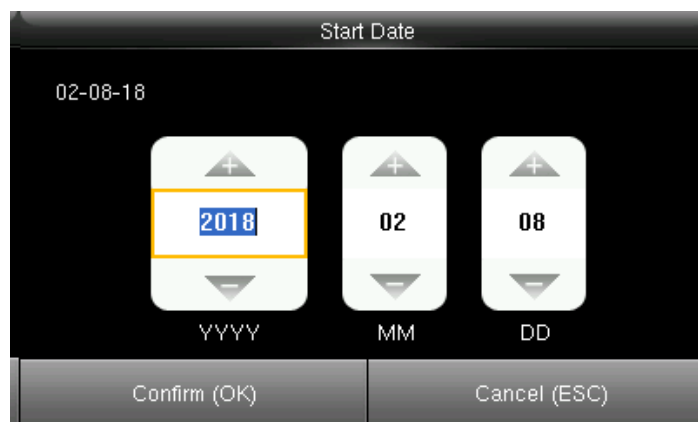 Start Date
02-08-18
2018 02 08
YYYY MM DD
Confirm (OK) Cancel (ESC)